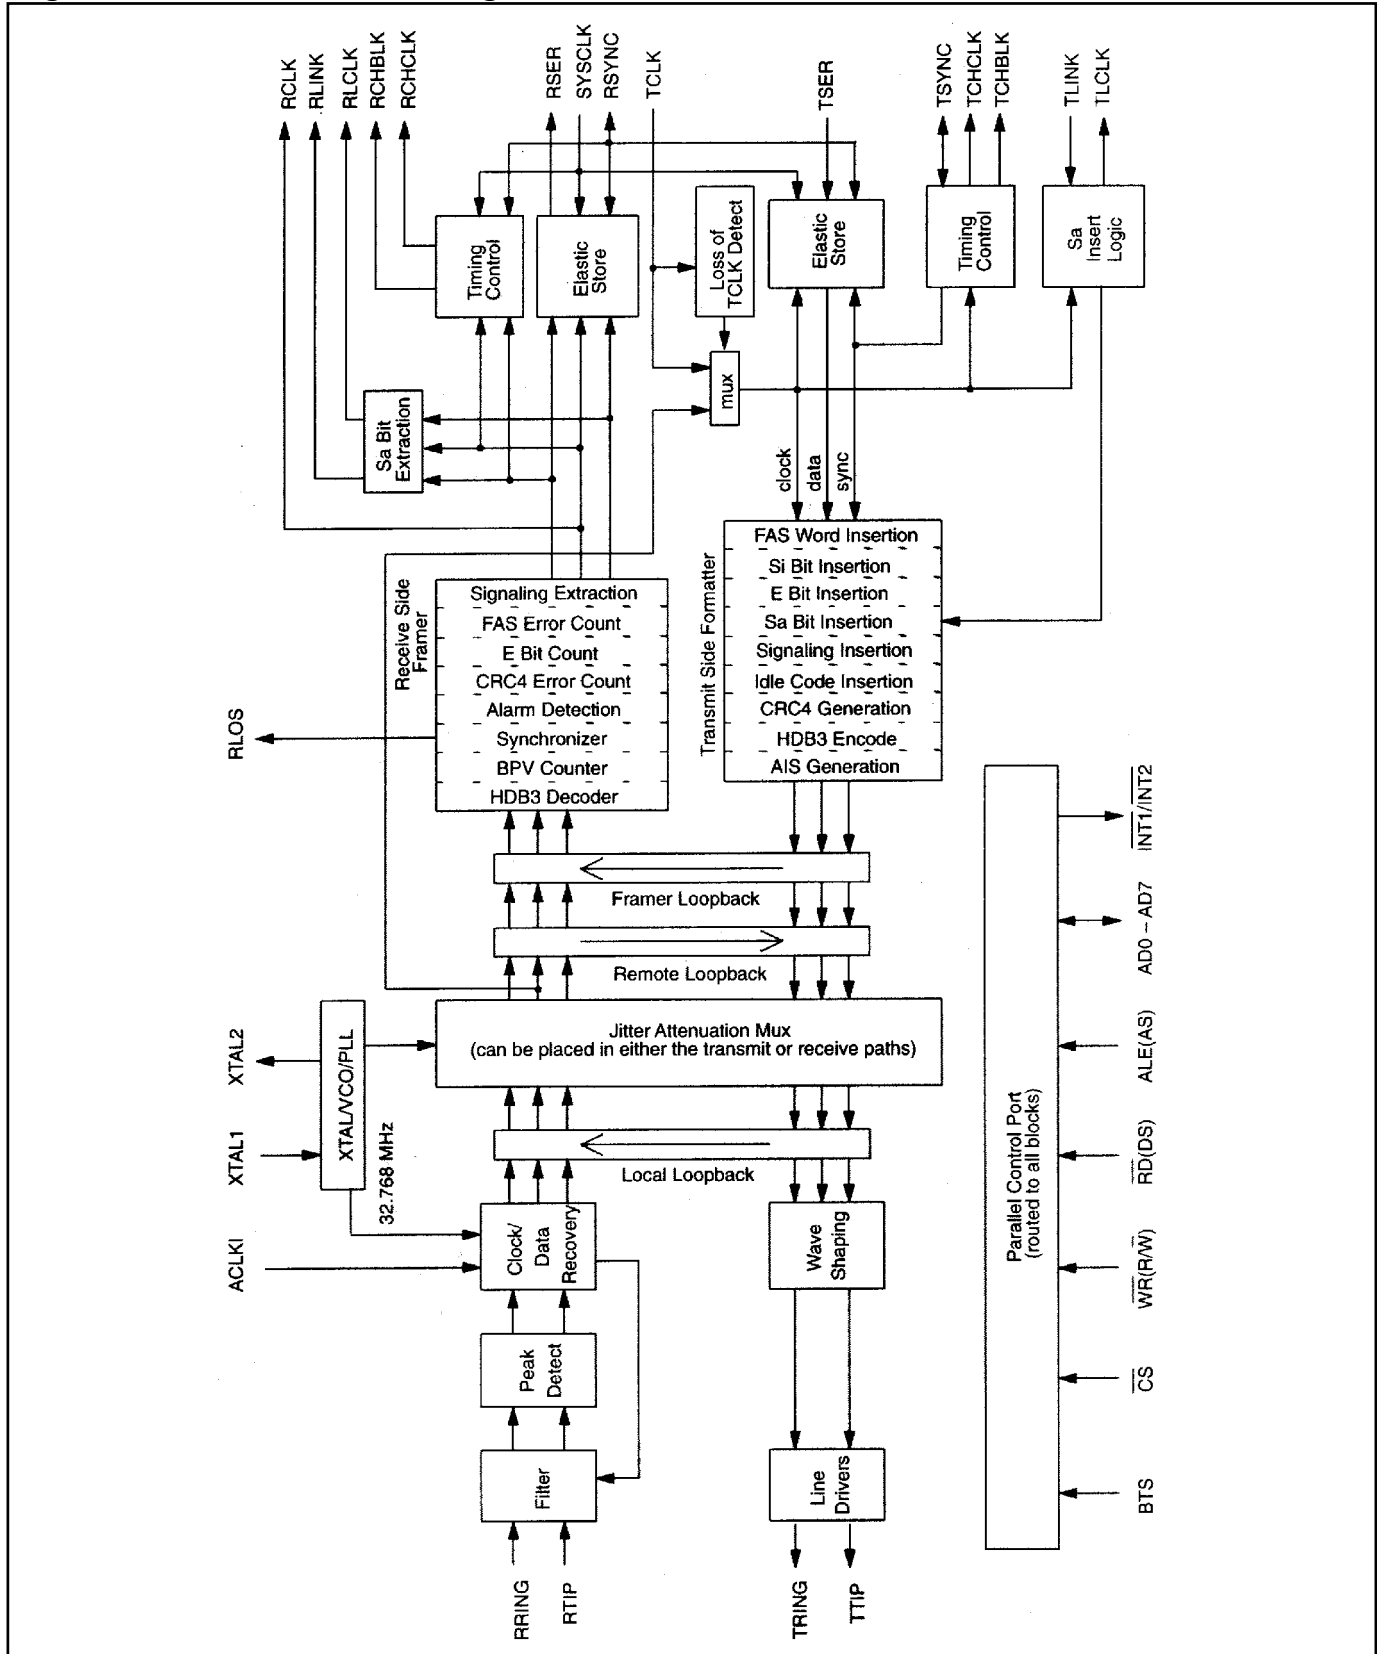 RCLK
RLINK
RLCLK
RCHBLK
RCHCLK
RSER
SYSCLK
RSYNC
TCLK
TSER
TSYNC
TCHCLK
TCHBLK
TLINK
TLCLK
Timing
Control
Elastic
Store
Loss of
TCLK Detect
Elastic
Store
Timing
Control
Sa
Insert
Logic
mux
Sa Bit
Extraction
clock
data
sync
Receive Side
Framer
Signaling Extraction
FAS Error Count
E Bit Count
CRC4 Error Count
Alarm Detection
Synchronizer
BPV Counter
HDB3 Decoder
Transmit Side Formatter
FAS Word Insertion
Si Bit Insertion
E Bit Insertion
Sa Bit Insertion
Signaling Insertion
Idle Code Insertion
CRC4 Generation
HDB3 Encode
AIS Generation
RLOS
Framer Loopback
Remote Loopback
Jitter Attenuation Mux
(can be placed in either the transmit or receive paths)
XTAL2
XTAL1
XTAL/VCO/PLL
32.768 MHz
ACLKI
Local Loopback
Clock/
Data
Recovery
Wave
Shaping
Peak
Detect
Filter
Line
Drivers
RRING
RTIP
TRING
TTIP
Parallel Control Port
(routed to all blocks)
INT1/INT2
AD0 – AD7
ALE(AS)
RD(DS)
WR(R/W)
CS
BTS